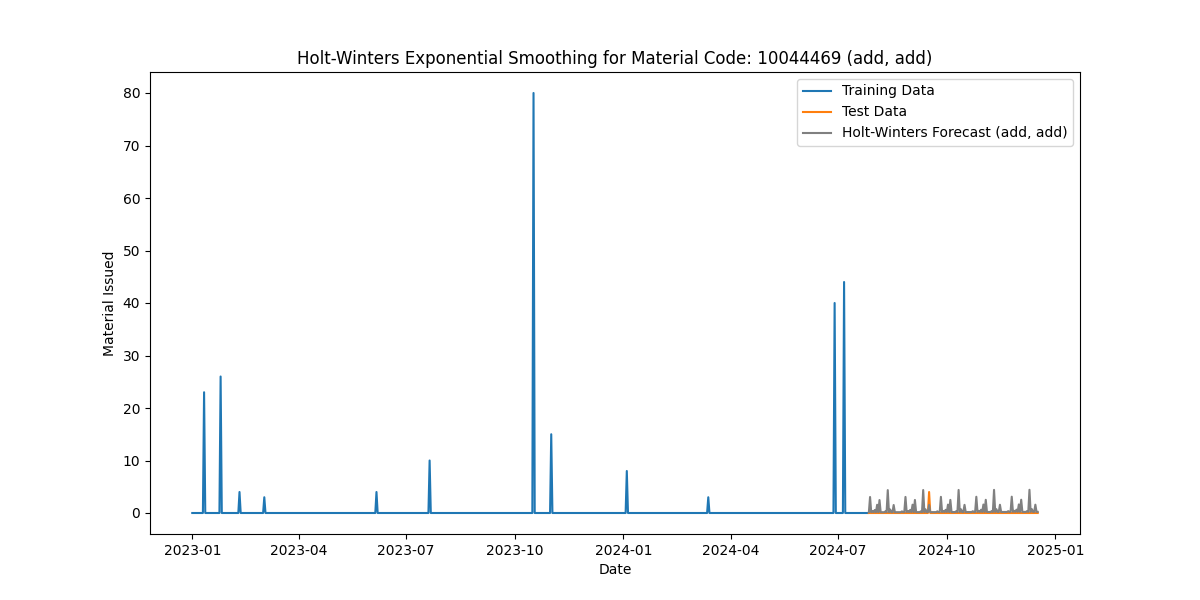 Holt-Winters Exponential Smoothing for Material Code: 10044469 (add, add)
Training Data
Test Data
Holt-Winters Forecast (add, add)
Material Issued
80
70
60
50
40
30
20
10
0
2023-01 2023-04 2023-07 2023-10 2024-01 2024-04 2024-07 2024-10 2025-01
Date